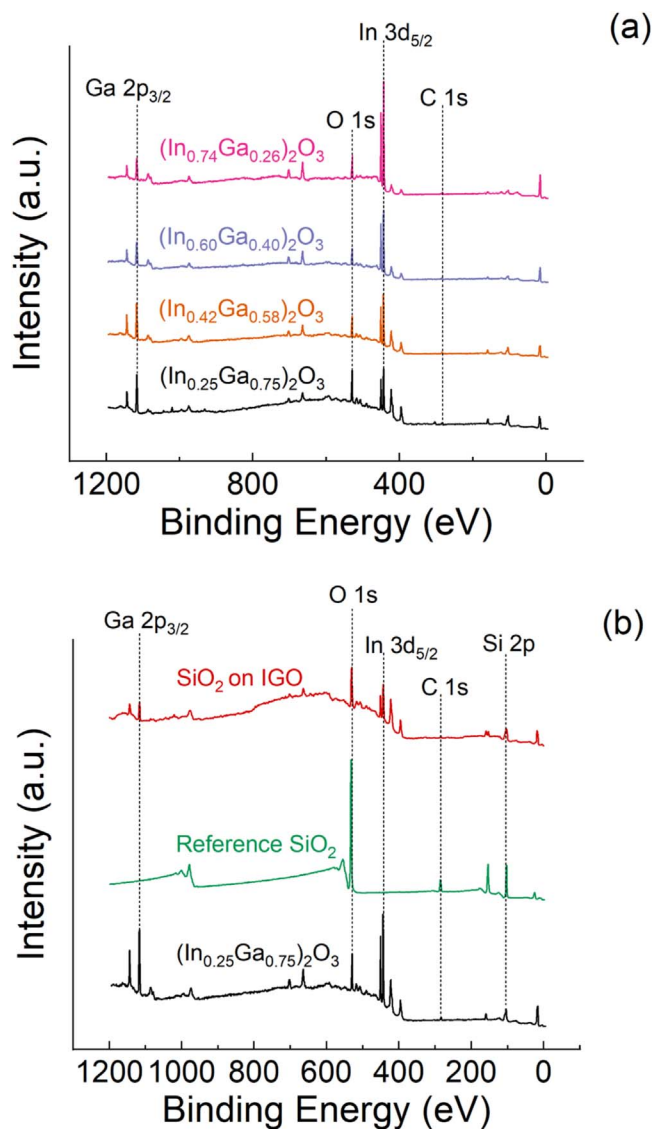 (a)
In 3d5/2
Ga 2p3/2
O 1s
C 1s
(In0.74Ga0.26)2O3
(In0.60Ga0.40)2O3
(In0.42Ga0.58)2O3
(In0.25Ga0.75)2O3
Intensity (a.u.)
1200 800 400 0
Binding Energy (eV)
(b)
O 1s
Ga 2p3/2
In 3d5/2
Si 2p
C 1s
SiO2 on IGO
Reference SiO2
(In0.25Ga0.75)2O3
Intensity (a.u.)
1200 1000 800 600 400 200 0
Binding Energy (eV)